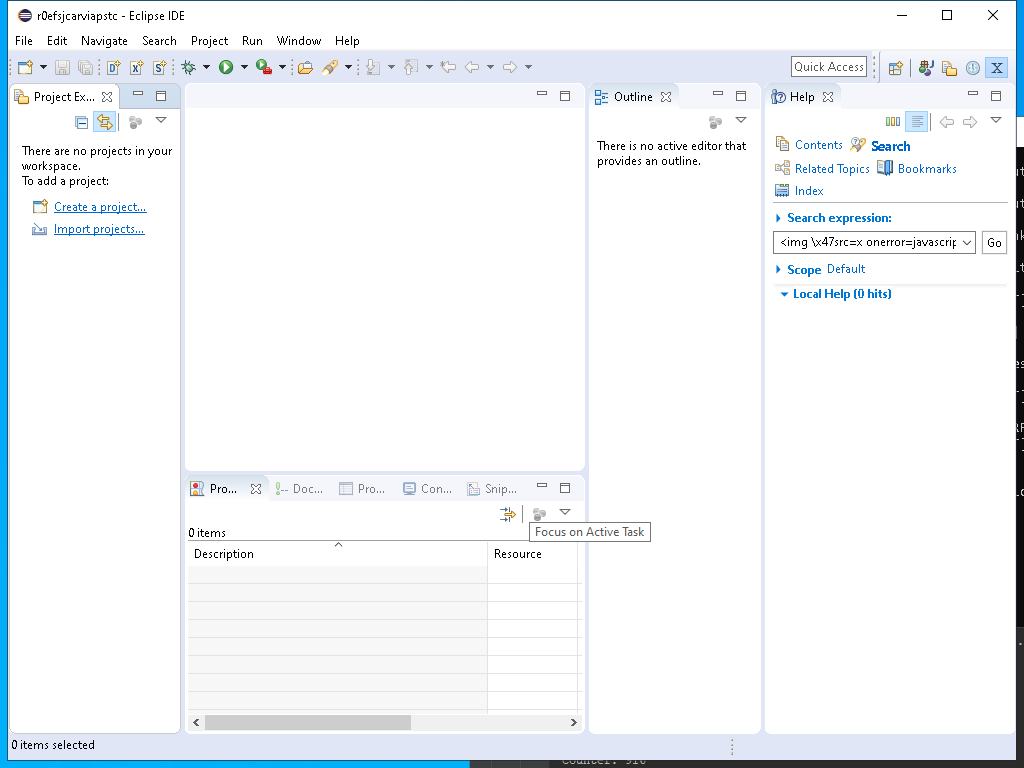 r0efsjcarviapstc - Eclipse IDE
File Edit Navigate Search Project Run Window Help
Quick Access
Project Ex...
Outline
Help
There are no projects in your
workspace.
To add a project:
Create a project...
Import projects...
There is no active editor that
provides an outline.
Contents
Search
Related Topics
Bookmarks
Index
Search expression:
<img \x47src=x onerror=javascrip
Go
Scope Default
Local Help (0 hits)
Pro...
Doc...
Pro...
Con...
Snip...
0 items
Focus on Active Task
Description
Resource
0 items selected